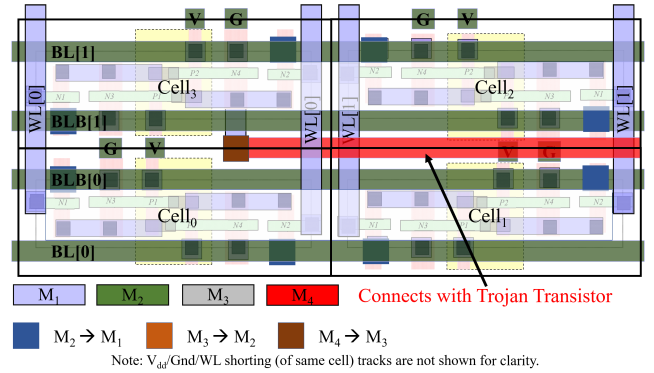 V G G V
BL[1]
P2 N4 N2 N2 N4 P2
WL[0] Cell3 WL[0] WL[1] Cell2 WL[1]
N1 N3 P1 P1 N3 N1
BLB[1]
G V V G
BLB[0]
N1 N3 P1 P1 N3 N1
Cell0 Cell1
P2 N4 N2 N2 N4 P2
BL[0]
M1 M2 M3 M4 Connects with Trojan Transistor
M2 → M1 M3 → M2 M4 → M3
Note: Vdd/Gnd/WL shorting (of same cell) tracks are not shown for clarity.